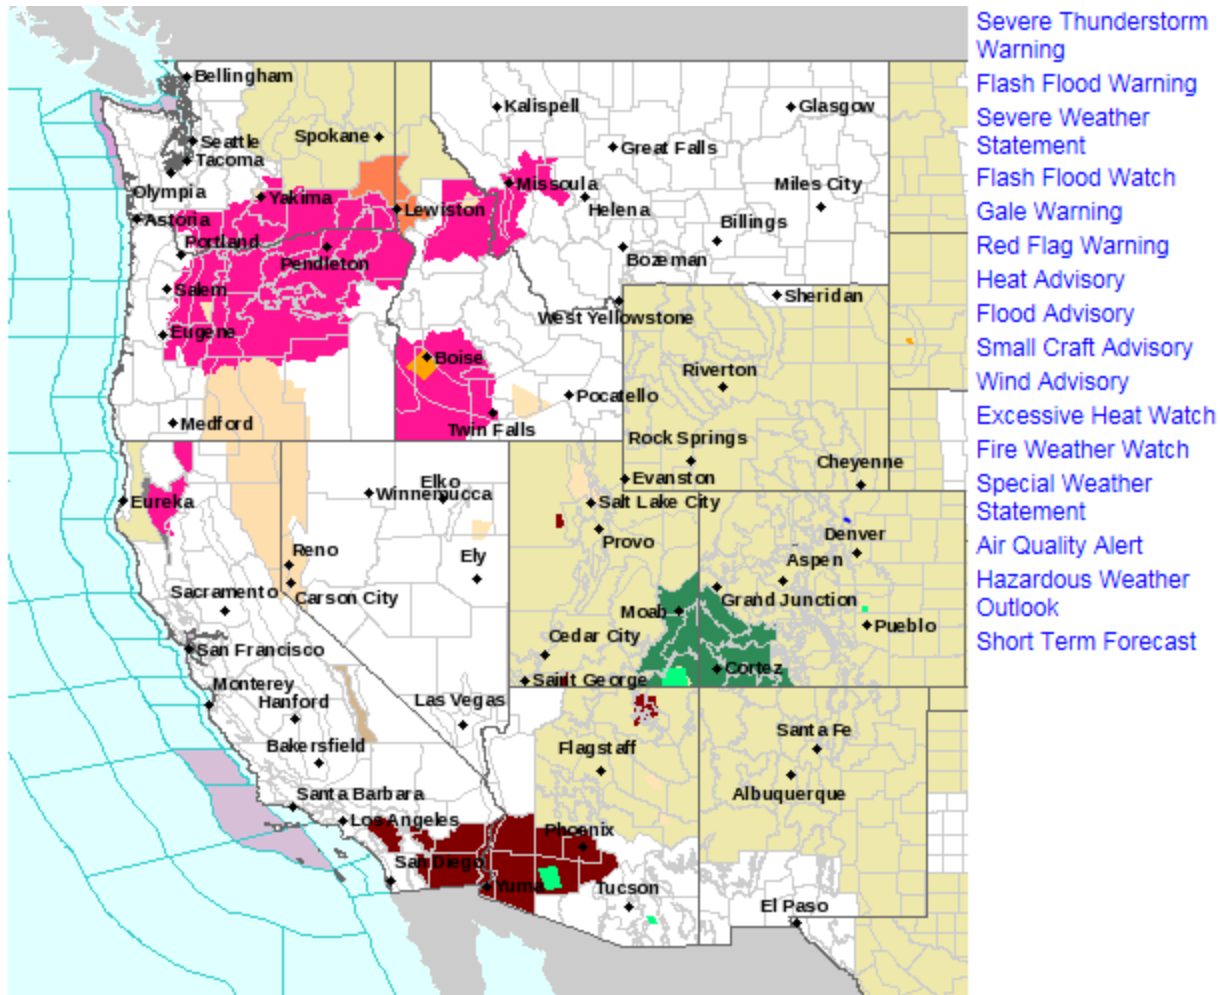 Severe Thunderstorm
Warning
Flash Flood Warning
Severe Weather
Statement
Flash Flood Watch
Gale Warning
Red Flag Warning
Heat Advisory
Flood Advisory
Small Craft Advisory
Wind Advisory
Excessive Heat Watch
Fire Weather Watch
Special Weather
Statement
Air Quality Alert
Hazardous Weather
Outlook
Short Term Forecast
Bellingham
Kalispell
Glasgow
Spokane
Seattle
Great Falls
Tacoma
Missoula
Miles City
Olympia
Yakima
Lewiston
Helena
Astoria
Billings
Portland
Pendleton
Bozeman
Salem
Sheridan
West Yellowstone
Eugene
Boise
Riverton
Pocatello
Medford
Twin Falls
Rock Springs
Cheyenne
Evanston
Elko
Winnemucca
Eureka
Salt Lake City
Denver
Provo
Reno
Ely
Aspen
Sacramento
Carson City
Grand Junction
Moab
Pueblo
Cedar City
San Francisco
Cortez
Saint George
Monterey
Hanford
Las Vegas
Santa Fe
Bakersfield
Flagstaff
Santa Barbara
Albuquerque
Los Angeles
Phoenix
San Diego
Yuma
Tucson
El Paso